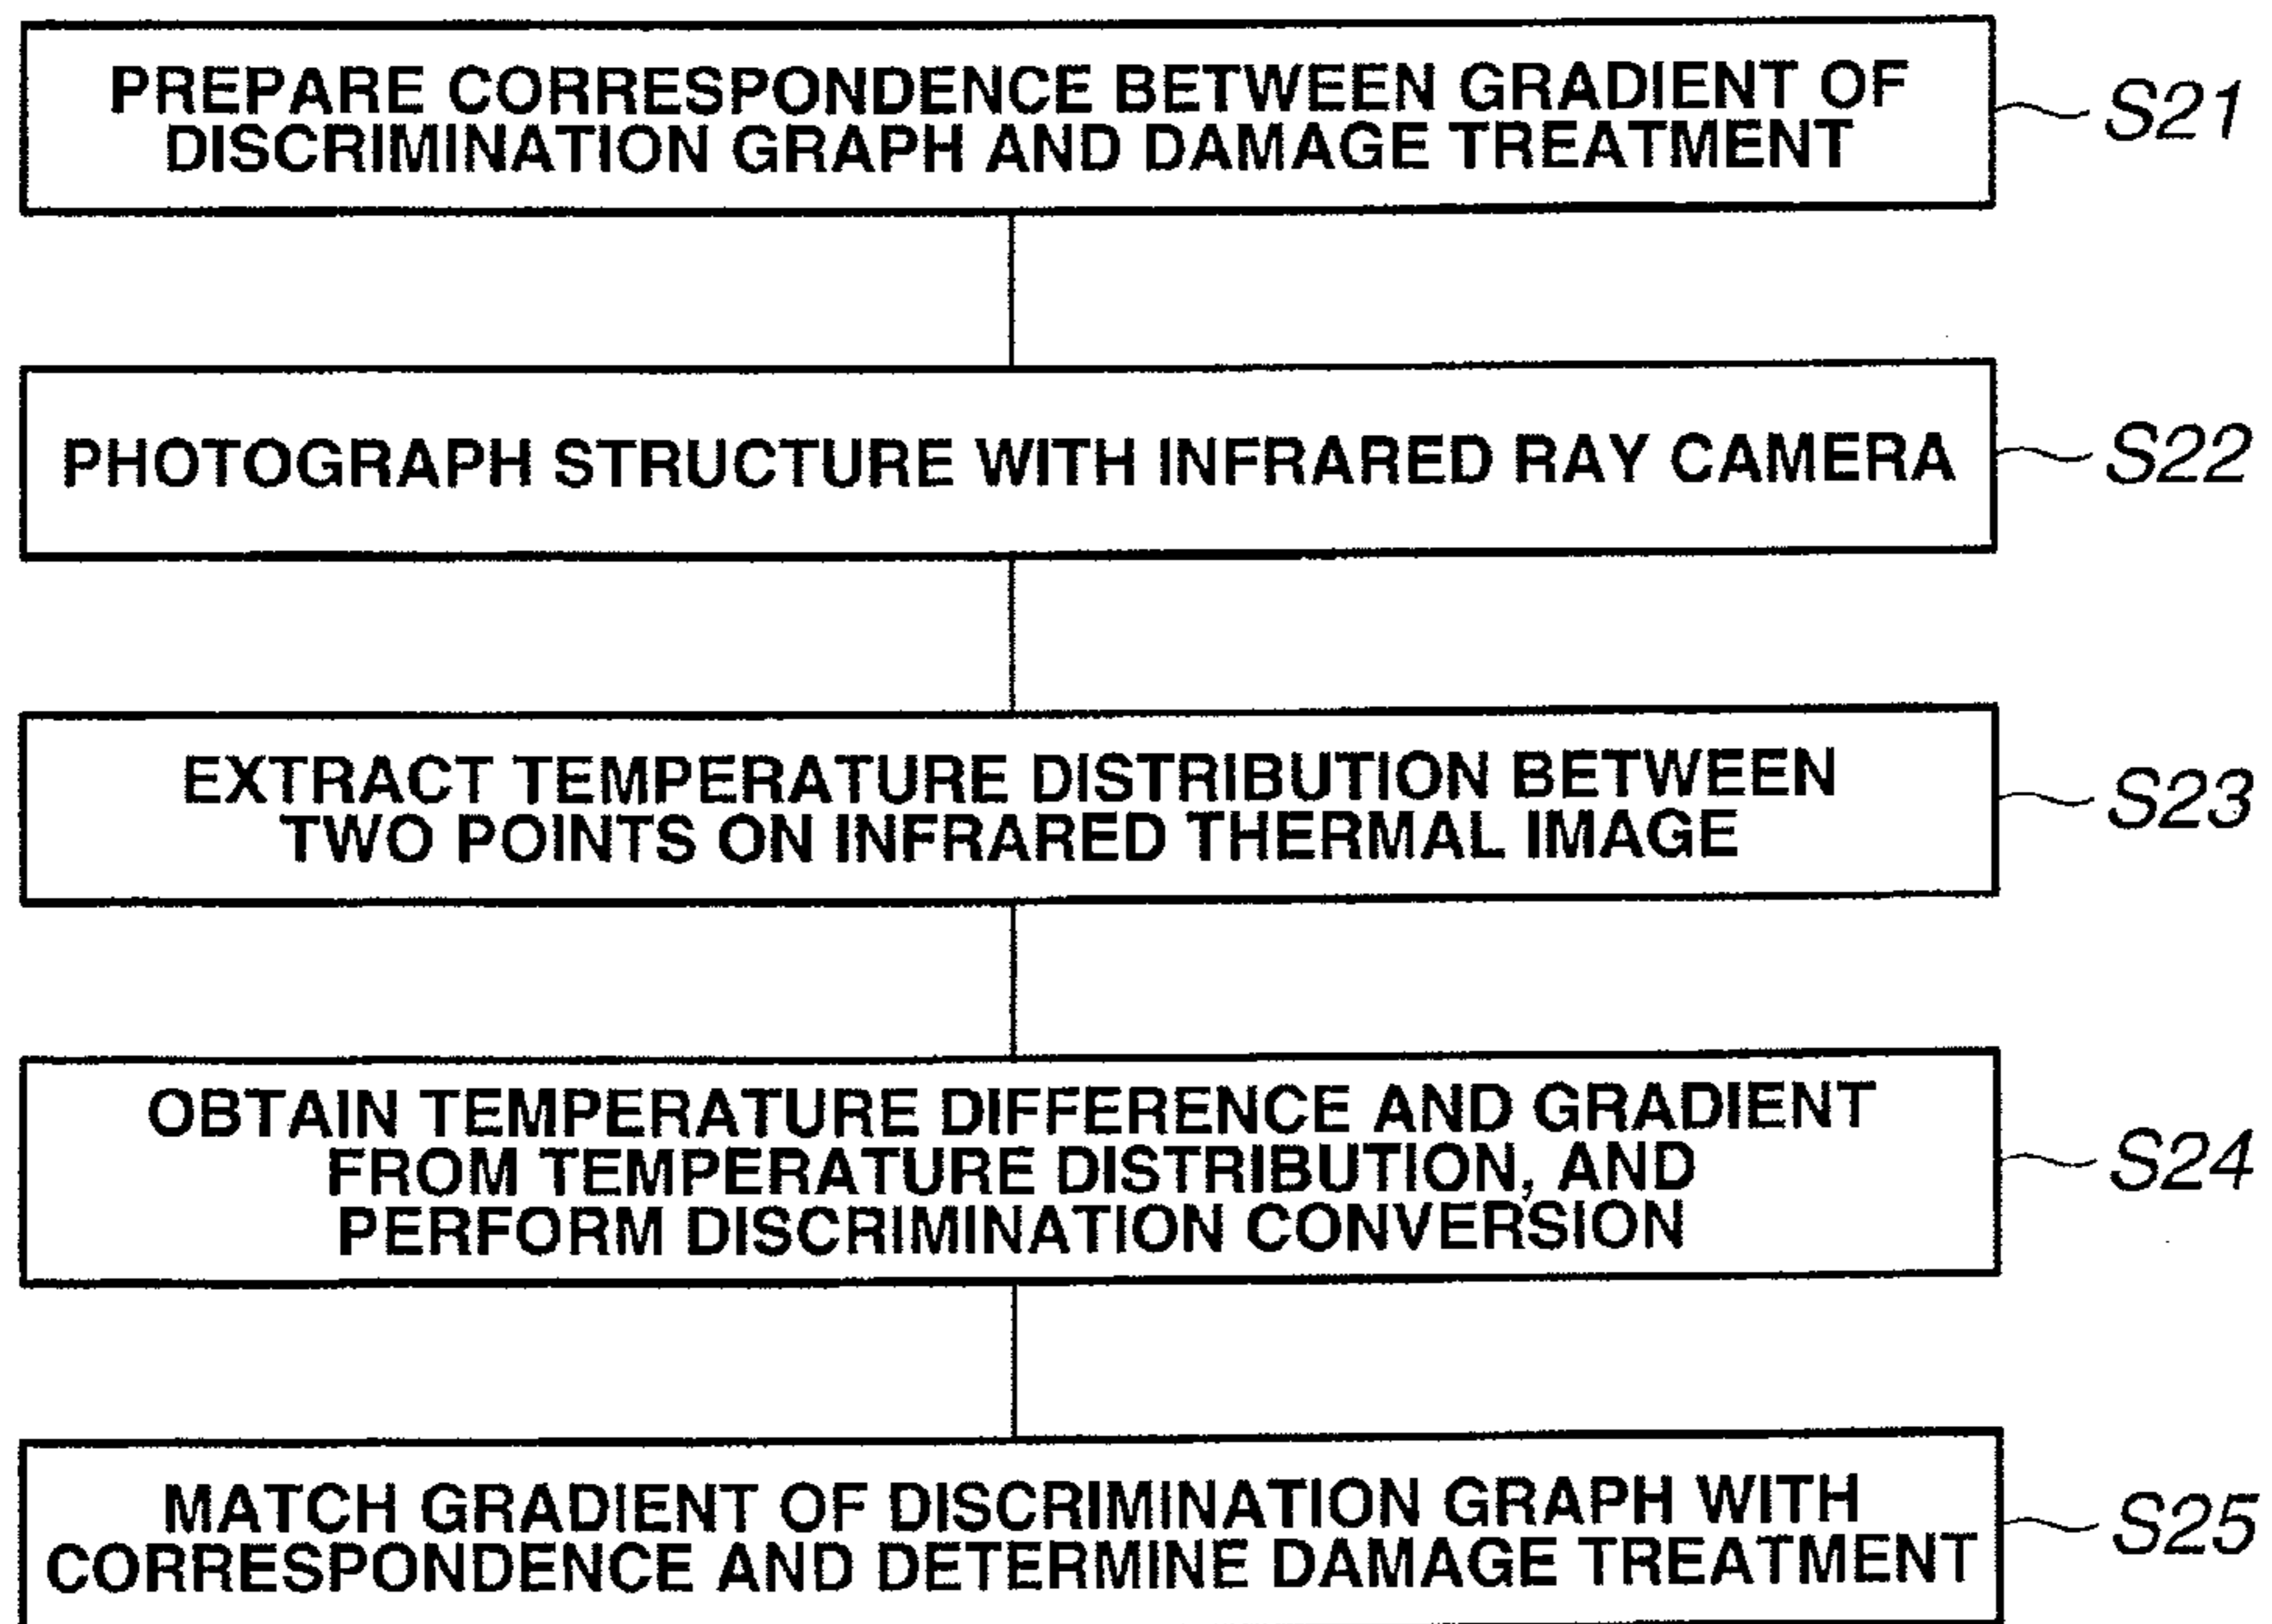 PREPARE CORRESPONDENCE BETWEEN GRADIENT OF
DISCRIMINATION GRAPH AND DAMAGE TREATMENT
S21
PHOTOGRAPH STRUCTURE WITH INFRARED RAY CAMERA
S22
EXTRACT TEMPERATURE DISTRIBUTION BETWEEN
TWO POINTS ON INFRARED THERMAL IMAGE
S23
OBTAIN TEMPERATURE DIFFERENCE AND GRADIENT
FROM TEMPERATURE DISTRIBUTION, AND
PERFORM DISCRIMINATION CONVERSION
S24
MATCH GRADIENT OF DISCRIMINATION GRAPH WITH
CORRESPONDENCE AND DETERMINE DAMAGE TREATMENT
S25